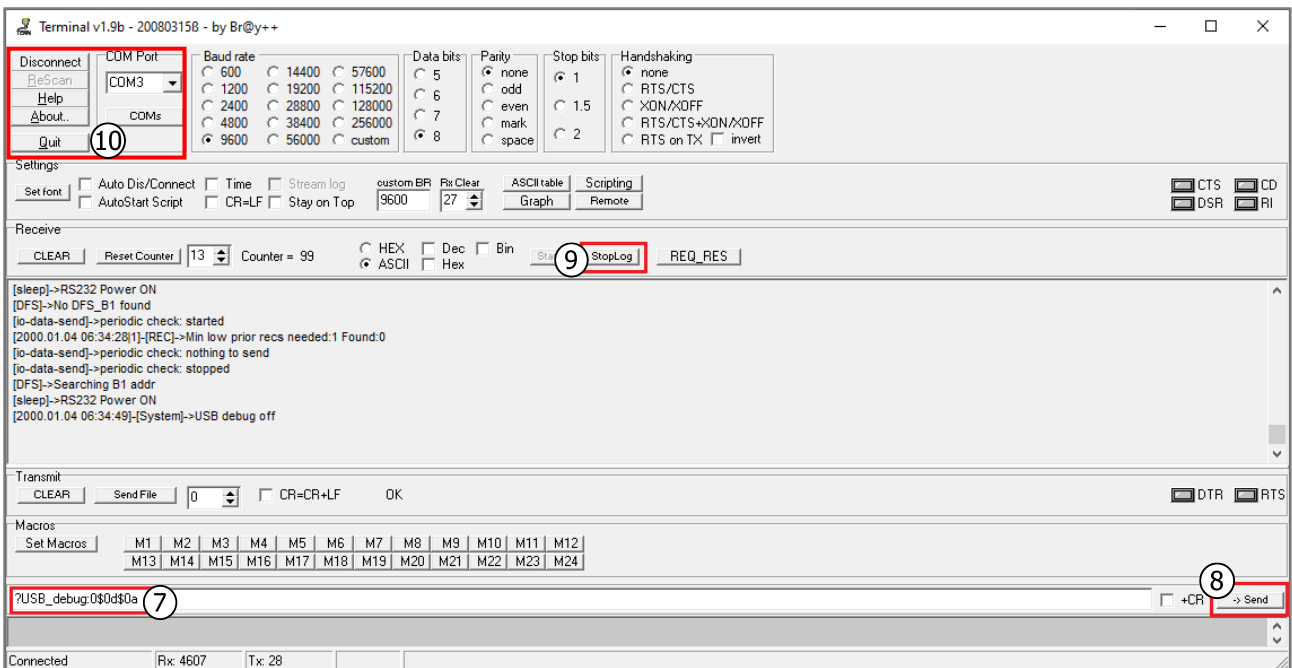 Terminal v1.9b - 20080315ß - by Br@y++
Disconnect
ReScan
Help
About..
Quit
10
COM Port
COM3
COMs
Baud rate
600 14400 57600
1200 19200 115200
2400 28800 128000
4800 38400 256000
9600 56000 custom
Data bits
5
6
7
8
Parity
none
odd
even
mark
space
Stop bits
1
1.5
2
Handshaking
none
RTS/CTS
XON/XOFF
RTS/CTS+XON/XOFF
RTS on TX invert
Settings
Set font
Auto Dis/Connect Time Stream log
AutoStart Script CR=LF Stay on Top
custom BR Rx Clear
9600 27
ASCII table Scripting
Graph Remote
CTS CD
DSR RI
Receive
CLEAR Reset Counter 13 Counter = 99
HEX Dec Bin
ASCII Hex
9 StopLog REQ_RES
[sleep]->RS232 Power ON
[DFS]->No DFS_B1 found
[io-data-send]->periodic check: started
[2000.01.04 06:34:28|1]-[REC]->Min low prior recs needed:1 Found:0
[io-data-send]->periodic check: nothing to send
[io-data-send]->periodic check: stopped
[DFS]->Searching B1 addr
[sleep]->RS232 Power ON
[2000.01.04 06:34:49]-[System]->USB debug off
Transmit
CLEAR Send File 0 CR=CR+LF OK
DTR RTS
Macros
Set Macros
M1 M2 M3 M4 M5 M6 M7 M8 M9 M10 M11 M12
M13 M14 M15 M16 M17 M18 M19 M20 M21 M22 M23 M24
8
?USB_debug:0$0d$0a 7
+CR -> Send
Connected Rx: 4607 Tx: 28